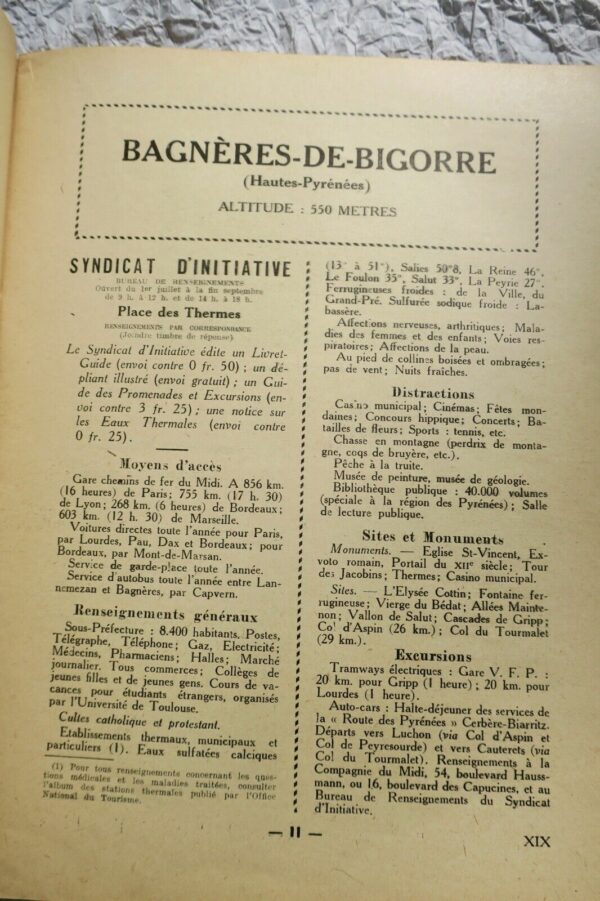 BAGNÈRES-DE-BIGORRE
(Hautes-Pyrénées)
ALTITUDE : 550 METRES
SYNDICAT D'INITIATIVE
BUREAU DE RENSEIGNEMENTS
Ouvert du 1er juillet à la fin septembre
de 9 h. à 12 h. et de 14 h. à 18 h.
Place des Thermes
RENSEIGNEMENTS PAR CORRESPONDANCE
(Joindre timbre de réponse)
Le Syndicat d'Initiative édite un Livret-
Guide (envoi contre 0 fr. 50) ; un dé-
pliant illustré (envoi gratuit) ; un Gui-
de des Promenades et Excursions (en-
voi contre 3 fr. 25) ; une notice sur
les Eaux Thermales (envoi contre
0 fr. 25).
Moyens d'accès
Gare chemins de fer du Midi. A 856 km.
(16 heures) de Paris; 755 km. (17 h. 30)
de Lyon; 268 km. (6 heures) de Bordeaux;
603 km. (12 h. 30) de Marseille.
Voitures directes toute l'année pour Paris,
par Lourdes, Pau, Dax et Bordeaux; pour
Bordeaux, par Mont-de-Marsan.
Service de garde-place toute l'année.
Service d'autobus toute l'année entre Lan-
nemezan et Bagnères, par Capvern.
Renseignements généraux
Sous-Préfecture : 8.400 habitants. Postes,
Télégraphe, Téléphone; Gaz, Electricité;
Médecins, Pharmaciens; Halles; Marché
journalier. Tous commerces; Collèges de
jeunes filles et de jeunes gens. Cours de va-
cances pour étudiants étrangers, organisés
par l'Université de Toulouse.
Cultes catholique et protestant.
Etablissements thermaux, municipaux et
particuliers (1). Eaux sulfatées calciques
(1) Pour tous renseignements concernant les ques-
tions médicales et les maladies traitées, consulter
l'album des stations thermales publié par l'Office
National du Tourisme.
(13° à 51°), Salies 50°8, La Reine 46°,
Le Foulon 35°, Salut 33°, La Peyrie 27°.
Ferrugineuses froides : de la Ville, du
Grand-Pré. Sulfurée sodique froide : La-
bassère.
Affections nerveuses, arthritiques; Mala-
dies des femmes et des enfants; Voies res-
piratoires; Affections de la peau.
Au pied de collines boisées et ombragées;
pas de vent; Nuits fraîches.
Distractions
Casino municipal; Cinémas; Fêtes mon-
daines; Concours hippique; Concerts; Ba-
tailles de fleurs; Sports : tennis, etc.
Chasse en montagne (perdrix de monta-
gne, coqs de bruyère, etc.).
Pêche à la truite.
Musée de peinture, musée de géologie.
Bibliothèque publique : 40.000 volumes
(spéciale à la région des Pyrénées); Salle
de lecture publique.
Sites et Monuments
Monuments. — Eglise St-Vincent, Ex-
voto romain, Portail du XIIe siècle; Tour
des Jacobins; Thermes; Casino municipal.
Sites. — L'Elysée Cottin; Fontaine fer-
rugineuse; Vierge du Bédat; Allées Mainte-
non; Vallon de Salut; Cascades de Gripp;
Col d'Aspin (26 km.); Col du Tourmalet
(29 km.).
Excursions
Tramways électriques : Gare V. F. P. :
20 km. pour Gripp (1 heure); 20 km. pour
Lourdes (1 heure).
Auto-cars : Halte-déjeuner des services de
la « Route des Pyrénées » Cerbère-Biarritz.
Départs vers Luchon (via Col d'Aspin et
Col de Peyresourde) et vers Cauterets (via
Col du Tourmalet). Renseignements à la
Compagnie du Midi, 54, boulevard Hauss-
mann, ou 16, boulevard des Capucines, et au
Bureau de Renseignements du Syndicat
d'Initiative.
— 11 —
XIX